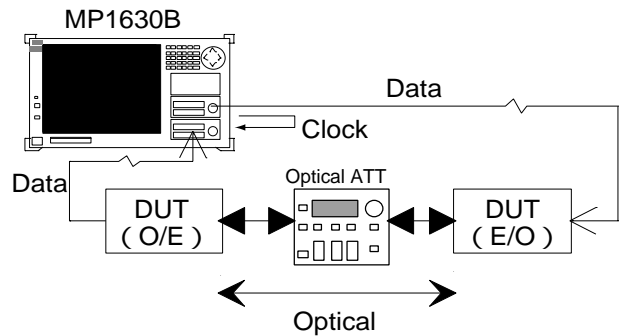 MP1630B
Data
Clock
Data
Optical ATT
DUT
( O/E )
DUT
( E/O )
Optical